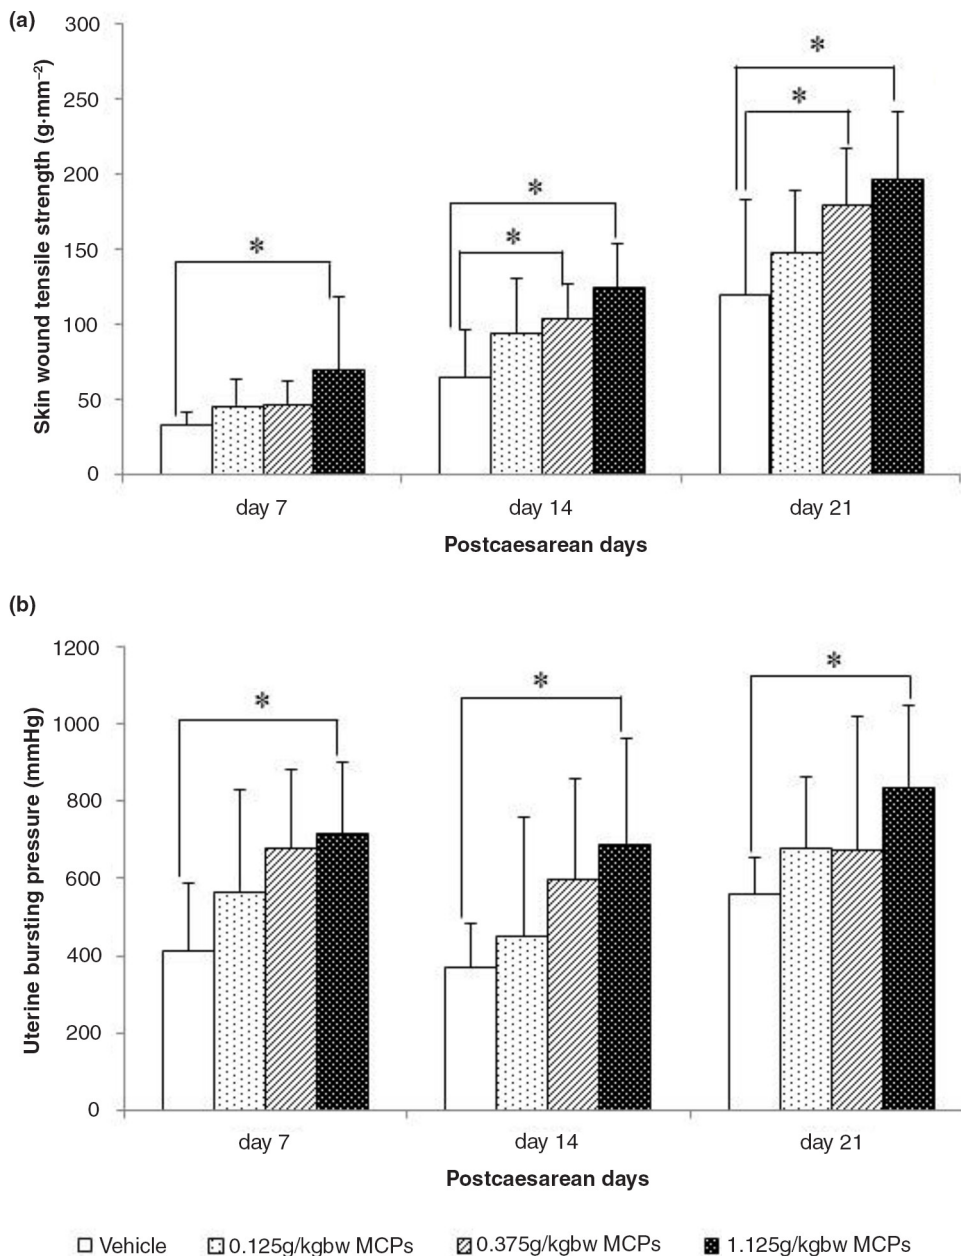 (a)
300
250
200
150
100
50
0
Skin wound tensile strength (g·mm⁻²)
*
*
*
*
*
day 7 day 14 day 21
Postcaesarean days
(b)
1200
1000
800
600
400
200
0
Uterine bursting pressure (mmHg)
*
*
*
day 7 day 14 day 21
Postcaesarean days
Vehicle 0.125g/kgbw MCPs 0.375g/kgbw MCPs 1.125g/kgbw MCPs